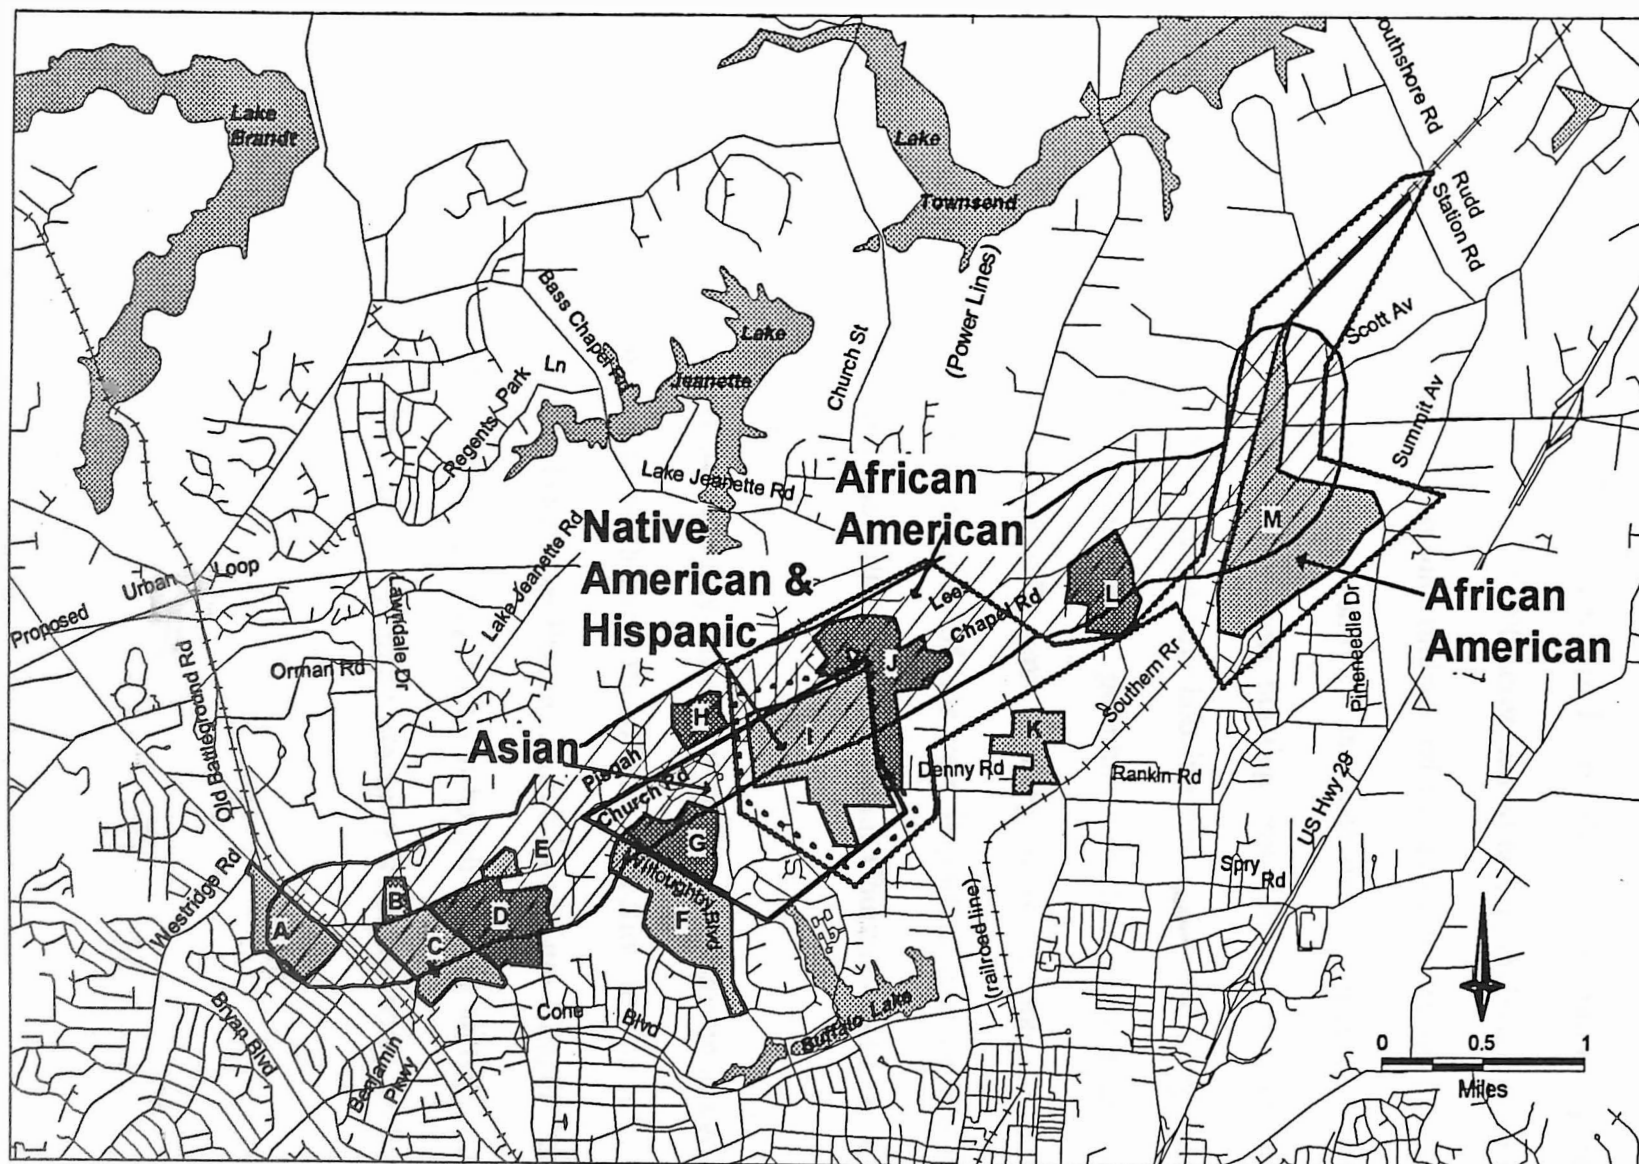 Lake
Brandt
Lake
Townsend
outhshore Rd
Rudd
Station Rd
Scott Av
Summit Av
(Power Lines)
Church St
Bass Chapel Rd
Lake
Jeanette
Regents Park Ln
Lake Jeanette Rd
African
American
Native
American &
Hispanic
Lake Jeanette Rd
Proposed Urban Loop
Lawndale Dr
Orman Rd
Old Battleground Rd
Asian
Pisgah
Church Rd
Lees
Chapel Rd
African
American
Pineneedle Dr
Southern Rr
Denny Rd
Rankin Rd
US Hwy 29
Spry Rd
Westridge Rd
Willoughby Blvd
A
B
C
D
E
F
G
H
I
J
K
L
M
Cone Blvd
Bryan Blvd
Benjamin
Pkwy
Buffalo Lake
(railroad line)
0 0.5 1
Miles